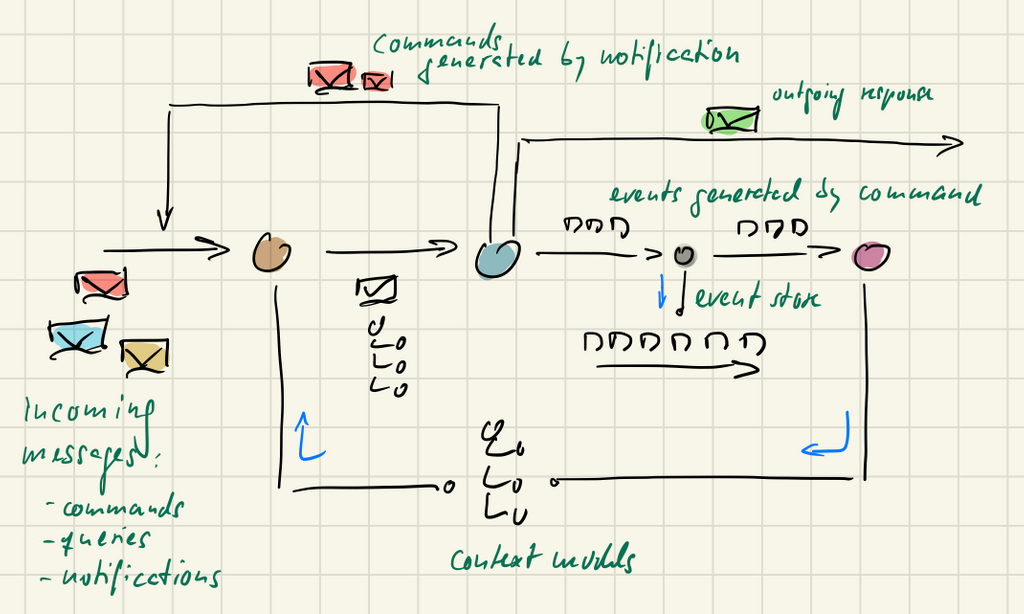 Commands
generated by notification
outgoing response
events generated by command
event store
Incoming
messages:
- commands
- queries
- notifications
context models